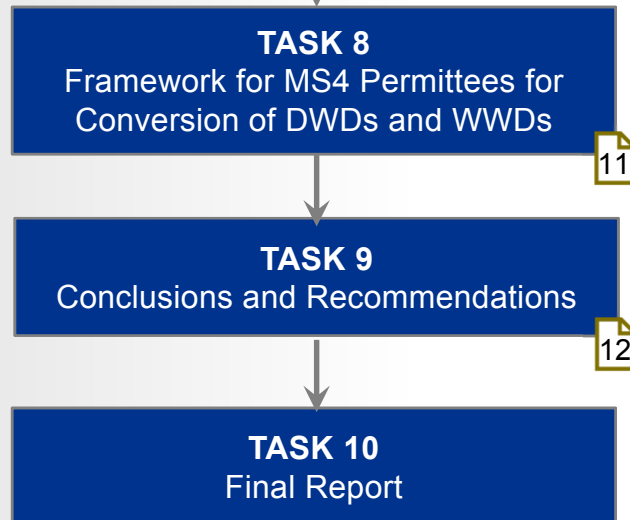 TASK 8
Framework for MS4 Permittees for
Conversion of DWDs and WWDs
11
TASK 9
Conclusions and Recommendations
12
TASK 10
Final Report